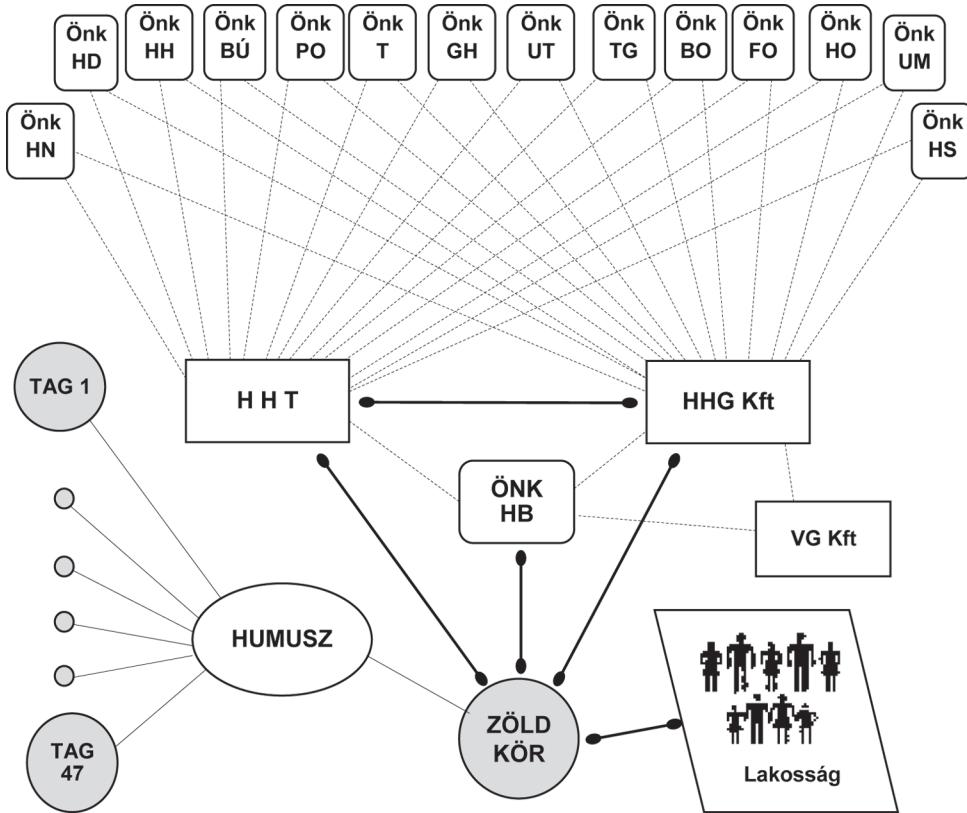 Önk
HD
Önk
HH
Önk
BÚ
Önk
PO
Önk
T
Önk
GH
Önk
UT
Önk
TG
Önk
BO
Önk
FO
Önk
HO
Önk
UM
Önk
HN
Önk
HS
TAG 1
H H T
HHG Kft
ÖNK
HB
VG Kft
HUMUSZ
ZÖLD
KÖR
TAG
47
Lakosság